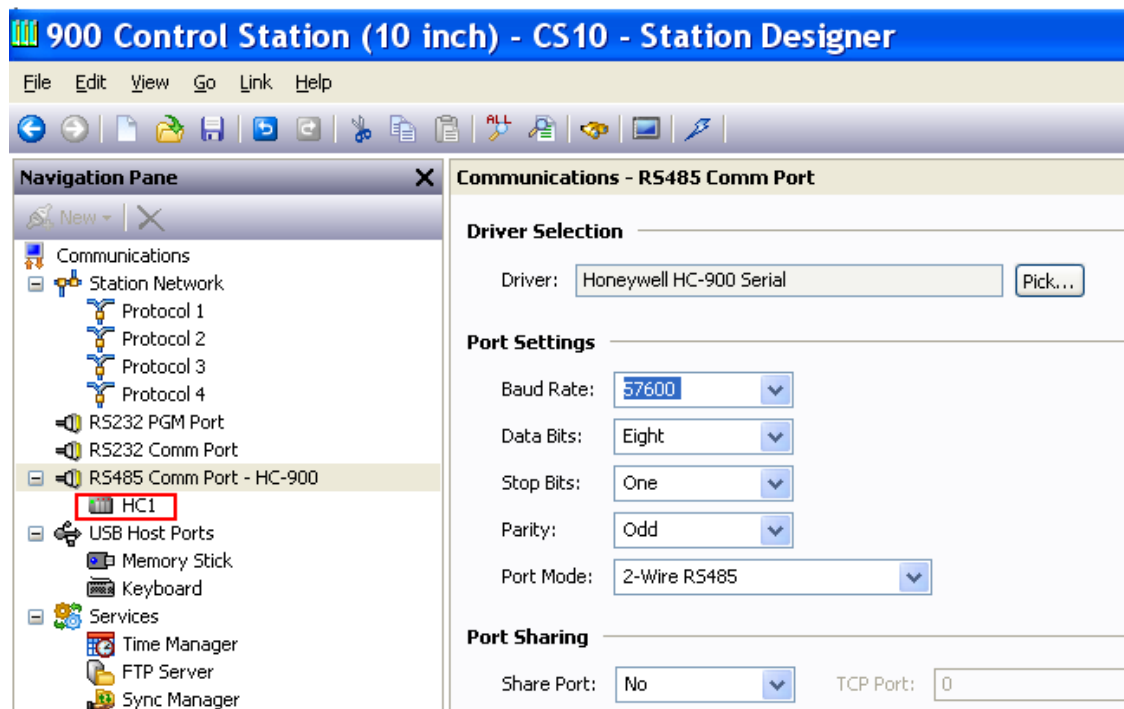 900 Control Station (10 inch) - CS10 - Station Designer
File Edit View Go Link Help
ALL
Navigation Pane
New
Communications
Station Network
Protocol 1
Protocol 2
Protocol 3
Protocol 4
RS232 PGM Port
RS232 Comm Port
RS485 Comm Port - HC-900
HC1
USB Host Ports
Memory Stick
Keyboard
Services
Time Manager
FTP Server
Sync Manager
Communications - RS485 Comm Port
Driver Selection
Driver: Honeywell HC-900 Serial Pick...
Port Settings
Baud Rate: 57600
Data Bits: Eight
Stop Bits: One
Parity: Odd
Port Mode: 2-Wire RS485
Port Sharing
Share Port: No TCP Port: 0